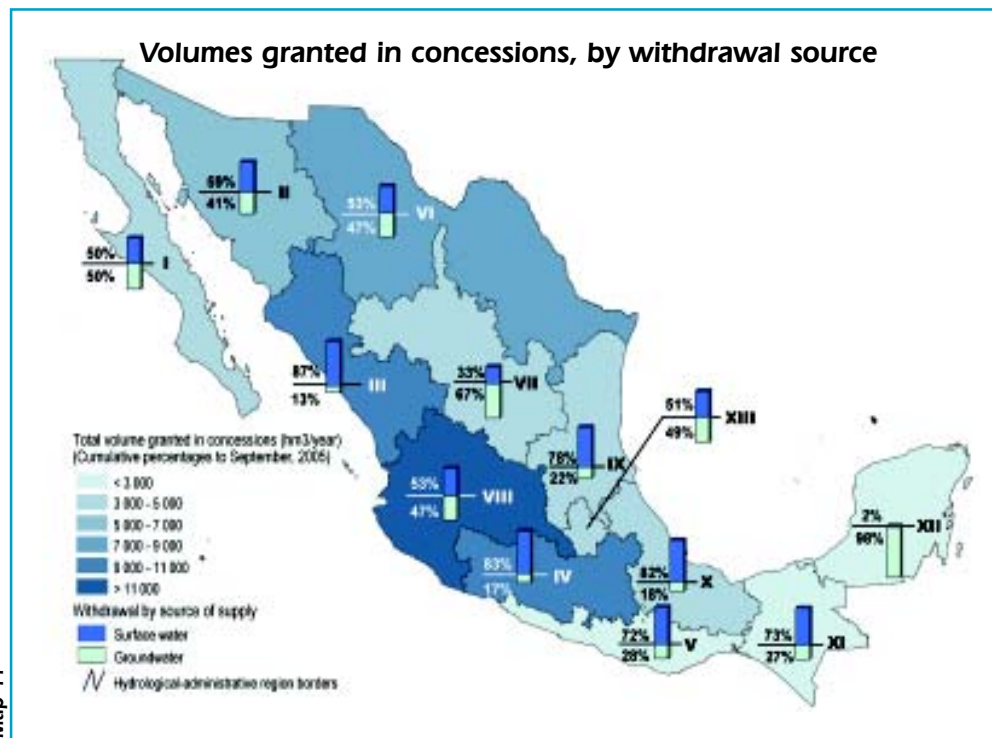 Volumes granted in concessions, by withdrawal source
59%
41%
II
53%
47%
VI
50%
50%
I
87%
13%
III
33%
67%
VII
51%
49%
XIII
78%
22%
IX
53%
47%
VIII
2%
98%
XII
83%
17%
IV
82%
18%
X
72%
28%
V
73%
27%
XI
Total volume granted in concessions (hm3/year)
(Cumulative percentages to September, 2005)
< 3 000
3 000 - 5 000
5 000 - 7 000
7 000 - 9 000
9 000 - 11 000
> 11 000
Withdrawal by source of supply
Surface water
Groundwater
Hydrological-administrative region borders